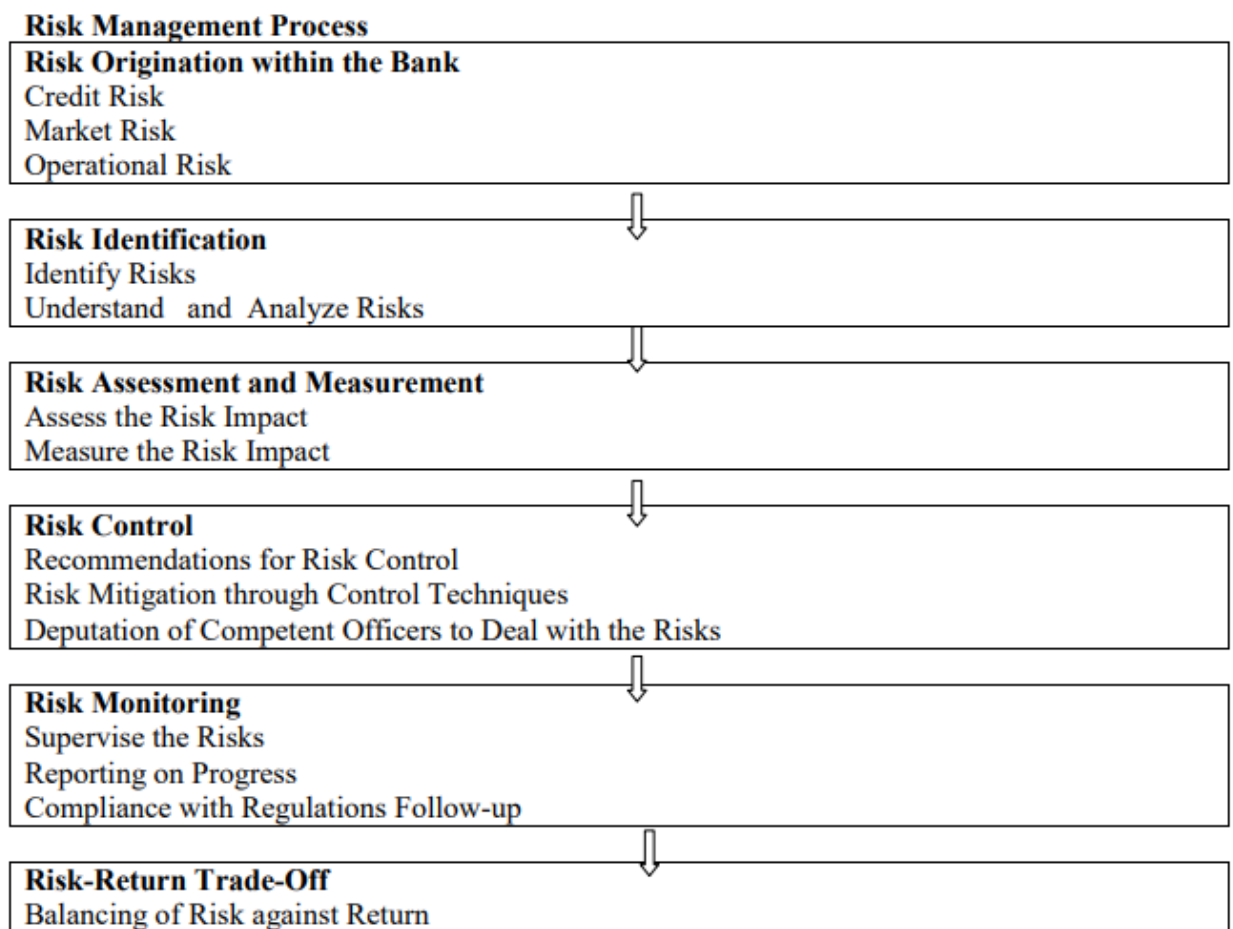 Risk Management Process
Risk Origination within the Bank
Credit Risk
Market Risk
Operational Risk
Risk Identification
Identify Risks
Understand and Analyze Risks
Risk Assessment and Measurement
Assess the Risk Impact
Measure the Risk Impact
Risk Control
Recommendations for Risk Control
Risk Mitigation through Control Techniques
Deputation of Competent Officers to Deal with the Risks
Risk Monitoring
Supervise the Risks
Reporting on Progress
Compliance with Regulations Follow-up
Risk-Return Trade-Off
Balancing of Risk against Return